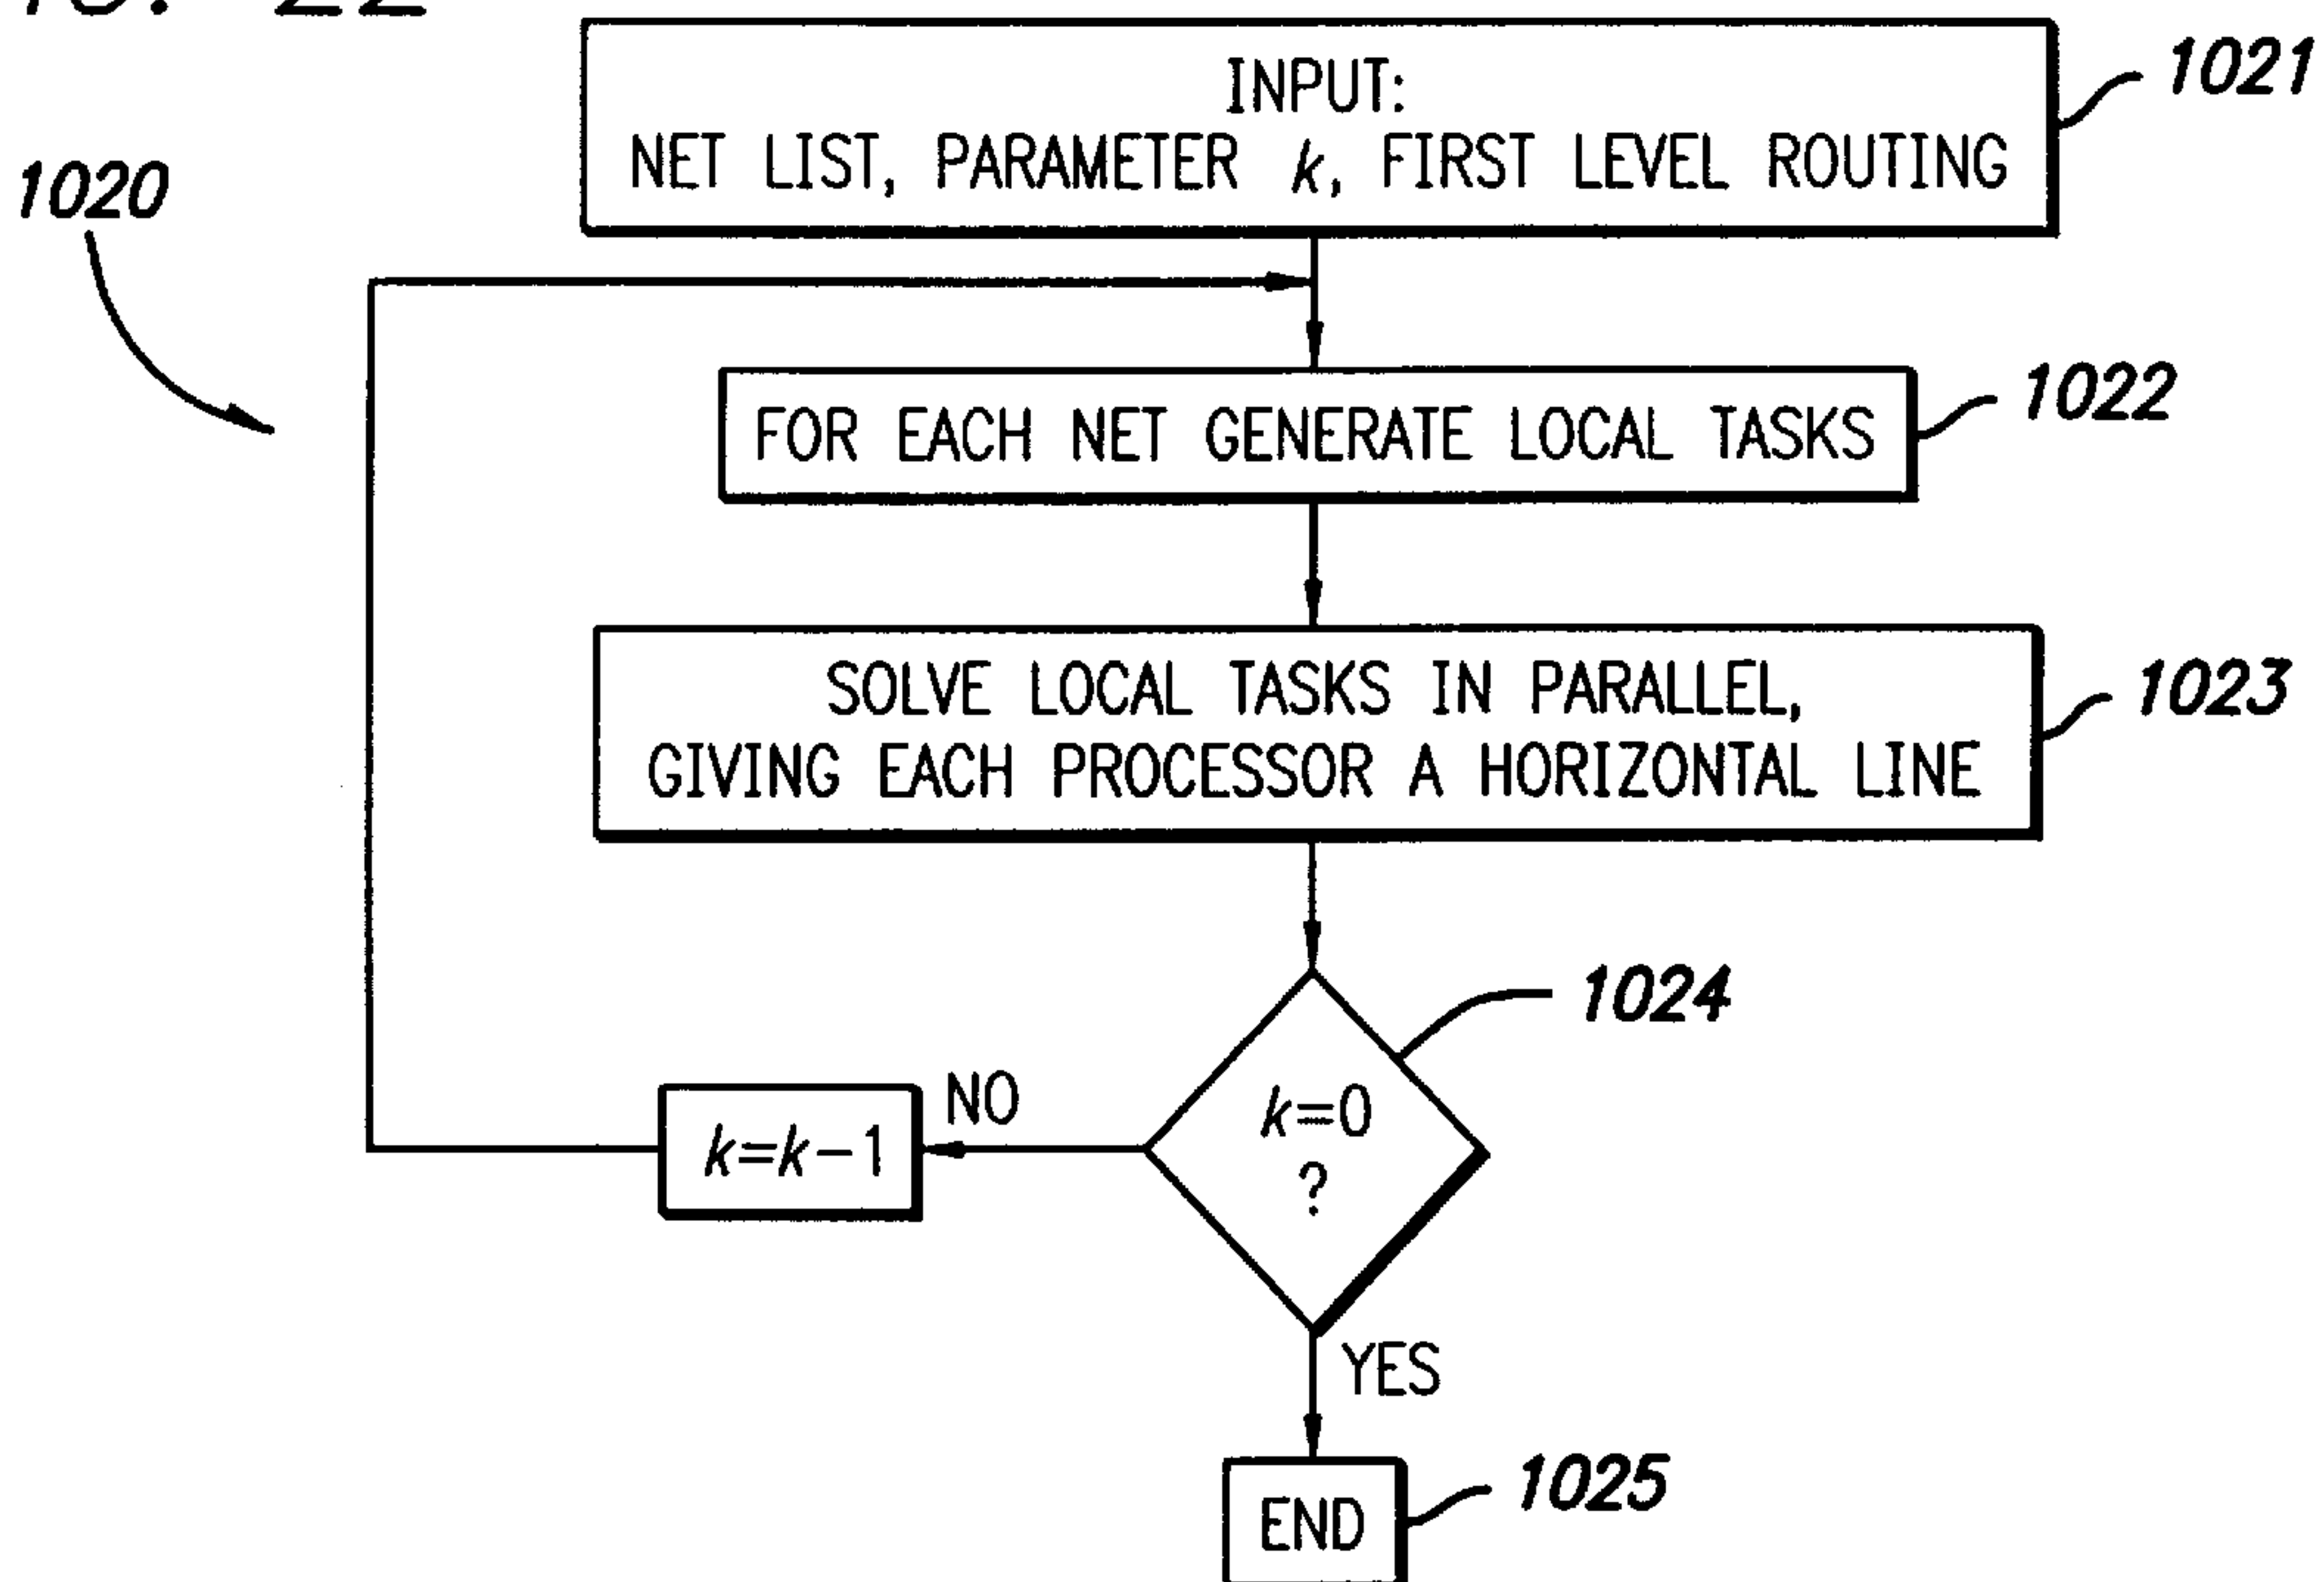 22
INPUT:
1021
NET LIST, PARAMETER k, FIRST LEVEL ROUTING
1020
FOR EACH NET GENERATE LOCAL TASKS
1022
SOLVE LOCAL TASKS IN PARALLEL,
GIVING EACH PROCESSOR A HORIZONTAL LINE
1023
1024
k=0
?
NO
k=k-1
YES
END
1025